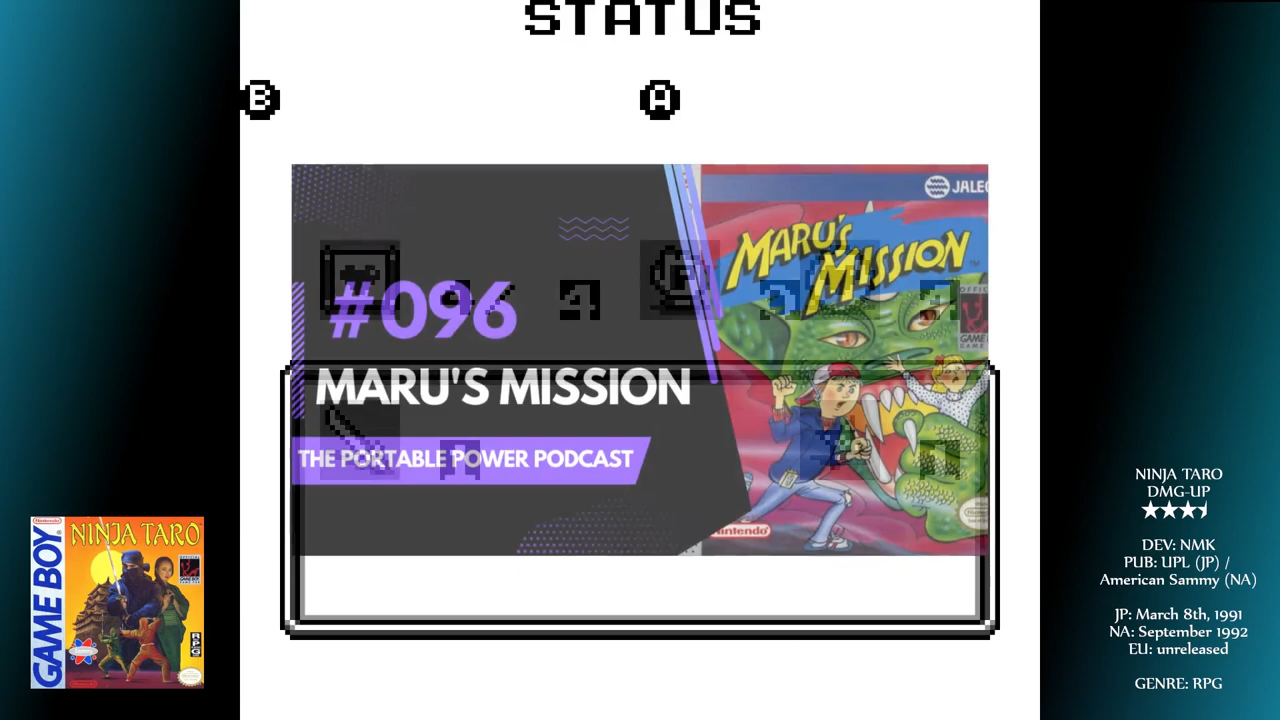 STATUS
B
A
JALEC
MARU'S
MISSION
#096
4
MARU'S MISSION
THE PORTABLE POWER PODCAST
Nintendo
GAME BOY
NINJA TARO
RPG
NINJA TARO
DMG-UP
DEV: NMK
PUB: UPL (JP) /
American Sammy (NA)
JP: March 8th, 1991
NA: September 1992
EU: unreleased
GENRE: RPG